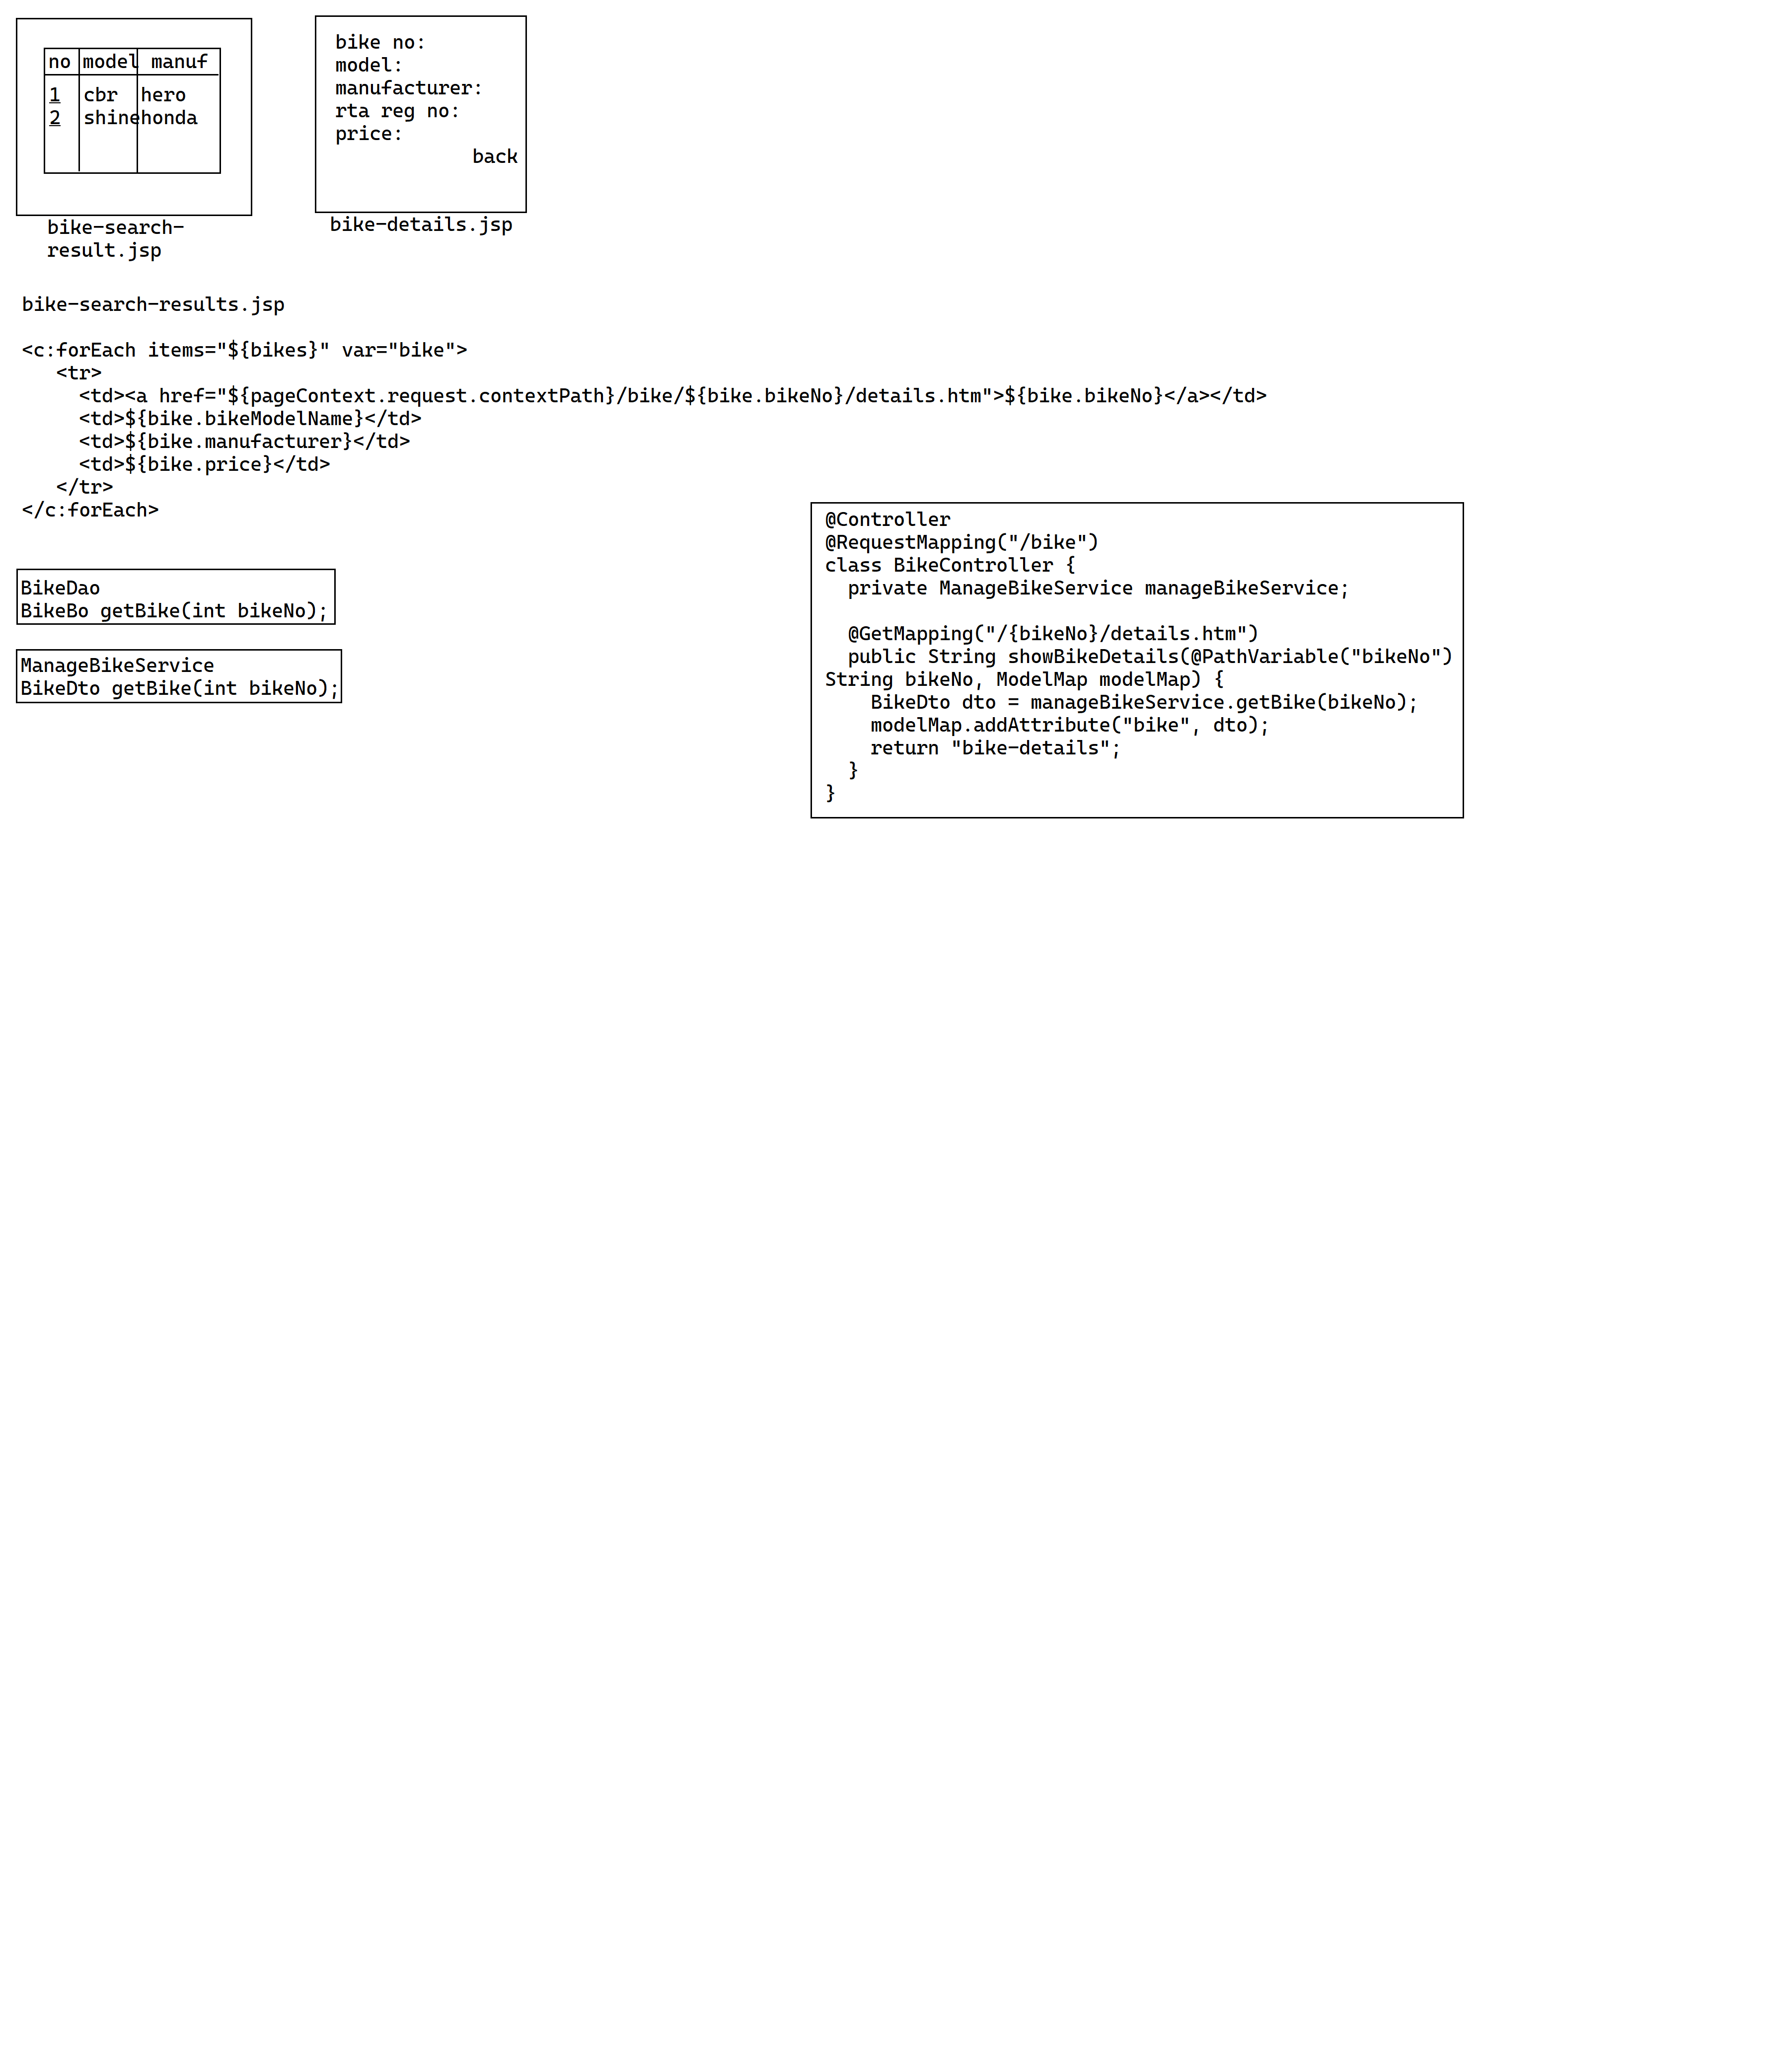 no model manuf
1 cbr hero
2 shine honda
bike-search-
result.jsp
bike no:
model:
manufacturer:
rta reg no:
price:
back
bike-details.jsp
bike-search-results.jsp
<c:forEach items="${bikes}" var="bike">
<tr>
<td><a href="${pageContext.request.contextPath}/bike/${bike.bikeNo}/details.htm">${bike.bikeNo}</a></td>
<td>${bike.bikeModelName}</td>
<td>${bike.manufacturer}</td>
<td>${bike.price}</td>
</tr>
</c:forEach>
BikeDao
BikeBo getBike(int bikeNo);
ManageBikeService
BikeDto getBike(int bikeNo);
@Controller
@RequestMapping("/bike")
class BikeController {
private ManageBikeService manageBikeService;
@GetMapping("/{bikeNo}/details.htm")
public String showBikeDetails(@PathVariable("bikeNo")
String bikeNo, ModelMap modelMap) {
BikeDto dto = manageBikeService.getBike(bikeNo);
modelMap.addAttribute("bike", dto);
return "bike-details";
}
}